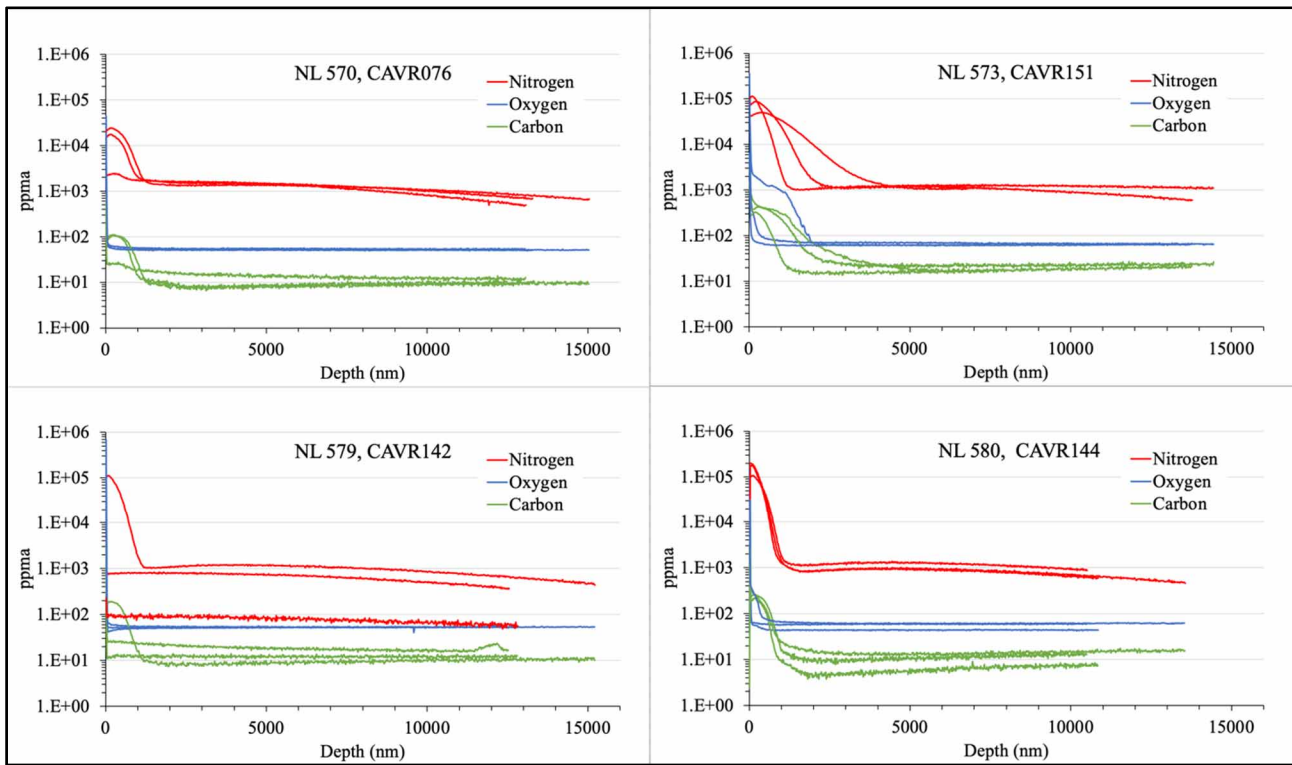 1.E+06
1.E+05
1.E+04
1.E+03
1.E+02
1.E+01
1.E+00
ppma
NL 570, CAVR076
Nitrogen
Oxygen
Carbon
0 5000 10000 15000
Depth (nm)
1.E+06
1.E+05
1.E+04
1.E+03
1.E+02
1.E+01
1.E+00
ppma
NL 573, CAVR151
Nitrogen
Oxygen
Carbon
0 5000 10000 15000
Depth (nm)
1.E+06
1.E+05
1.E+04
1.E+03
1.E+02
1.E+01
1.E+00
ppma
NL 579, CAVR142
Nitrogen
Oxygen
Carbon
0 5000 10000 15000
Depth (nm)
1.E+06
1.E+05
1.E+04
1.E+03
1.E+02
1.E+01
1.E+00
ppma
NL 580, CAVR144
Nitrogen
Oxygen
Carbon
0 5000 10000 15000
Depth (nm)